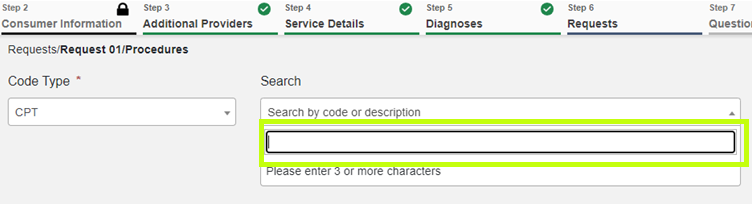 Step 2
Consumer Information
Step 3
Additional Providers
Step 4
Service Details
Step 5
Diagnoses
Step 6
Requests
Step 7
Question
Requests/Request 01/Procedures
Code Type *
CPT
Search
Search by code or description
Please enter 3 or more characters